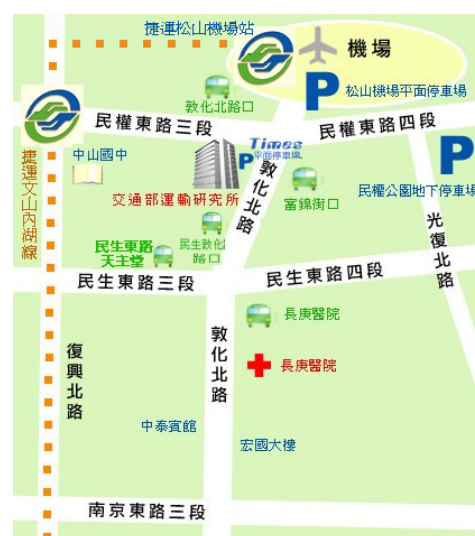 捷運松山機場站
機場
P
松山機場平面停車場
敦化北路口
民權東路三段
Times
平面停車場
P
民權東路四段
P
中山國中
捷運文山內湖線
交通部運輸研究所
敦化北路
富錦街口
民權公園地下停車場
光復北路
民生東路
天主堂
民生敦化
路口
民生東路三段
民生東路四段
長庚醫院
敦化北路
長庚醫院
復興北路
中泰賓館
宏國大樓
南京東路三段